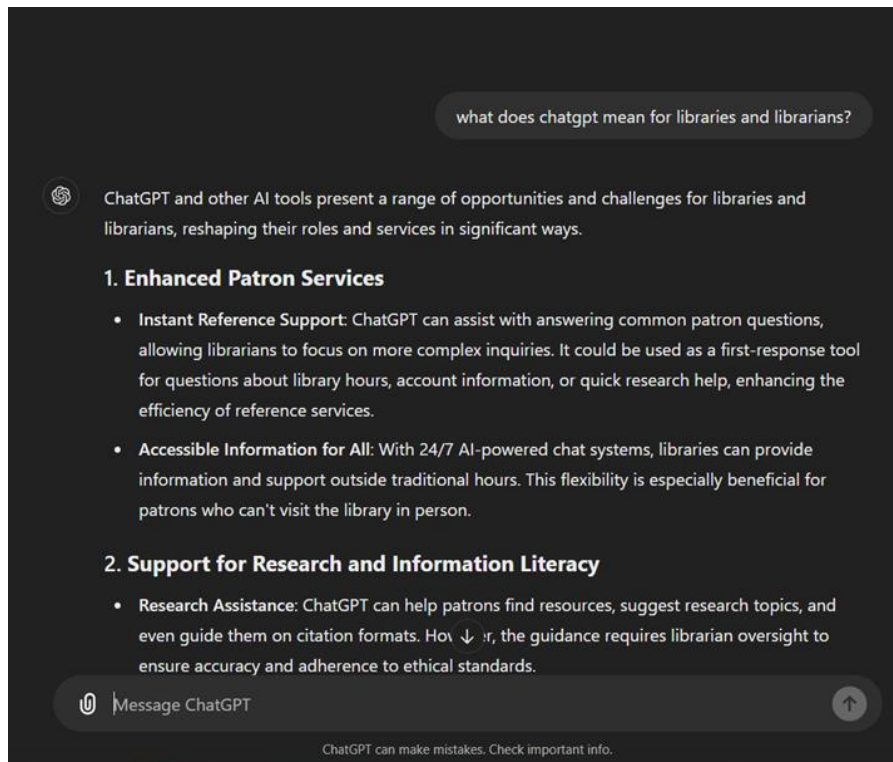 what does chatgpt mean for libraries and librarians?
ChatGPT and other AI tools present a range of opportunities and challenges for libraries and
librarians, reshaping their roles and services in significant ways.
1. Enhanced Patron Services
• Instant Reference Support: ChatGPT can assist with answering common patron questions,
allowing librarians to focus on more complex inquiries. It could be used as a first-response tool
for questions about library hours, account information, or quick research help, enhancing the
efficiency of reference services.
• Accessible Information for All: With 24/7 AI-powered chat systems, libraries can provide
information and support outside traditional hours. This flexibility is especially beneficial for
patrons who can't visit the library in person.
2. Support for Research and Information Literacy
• Research Assistance: ChatGPT can help patrons find resources, suggest research topics, and
even guide them on citation formats. the guidance requires librarian oversight to
ensure accuracy and adherence to ethical standards.
Message ChatGPT
ChatGPT can make mistakes. Check important info.